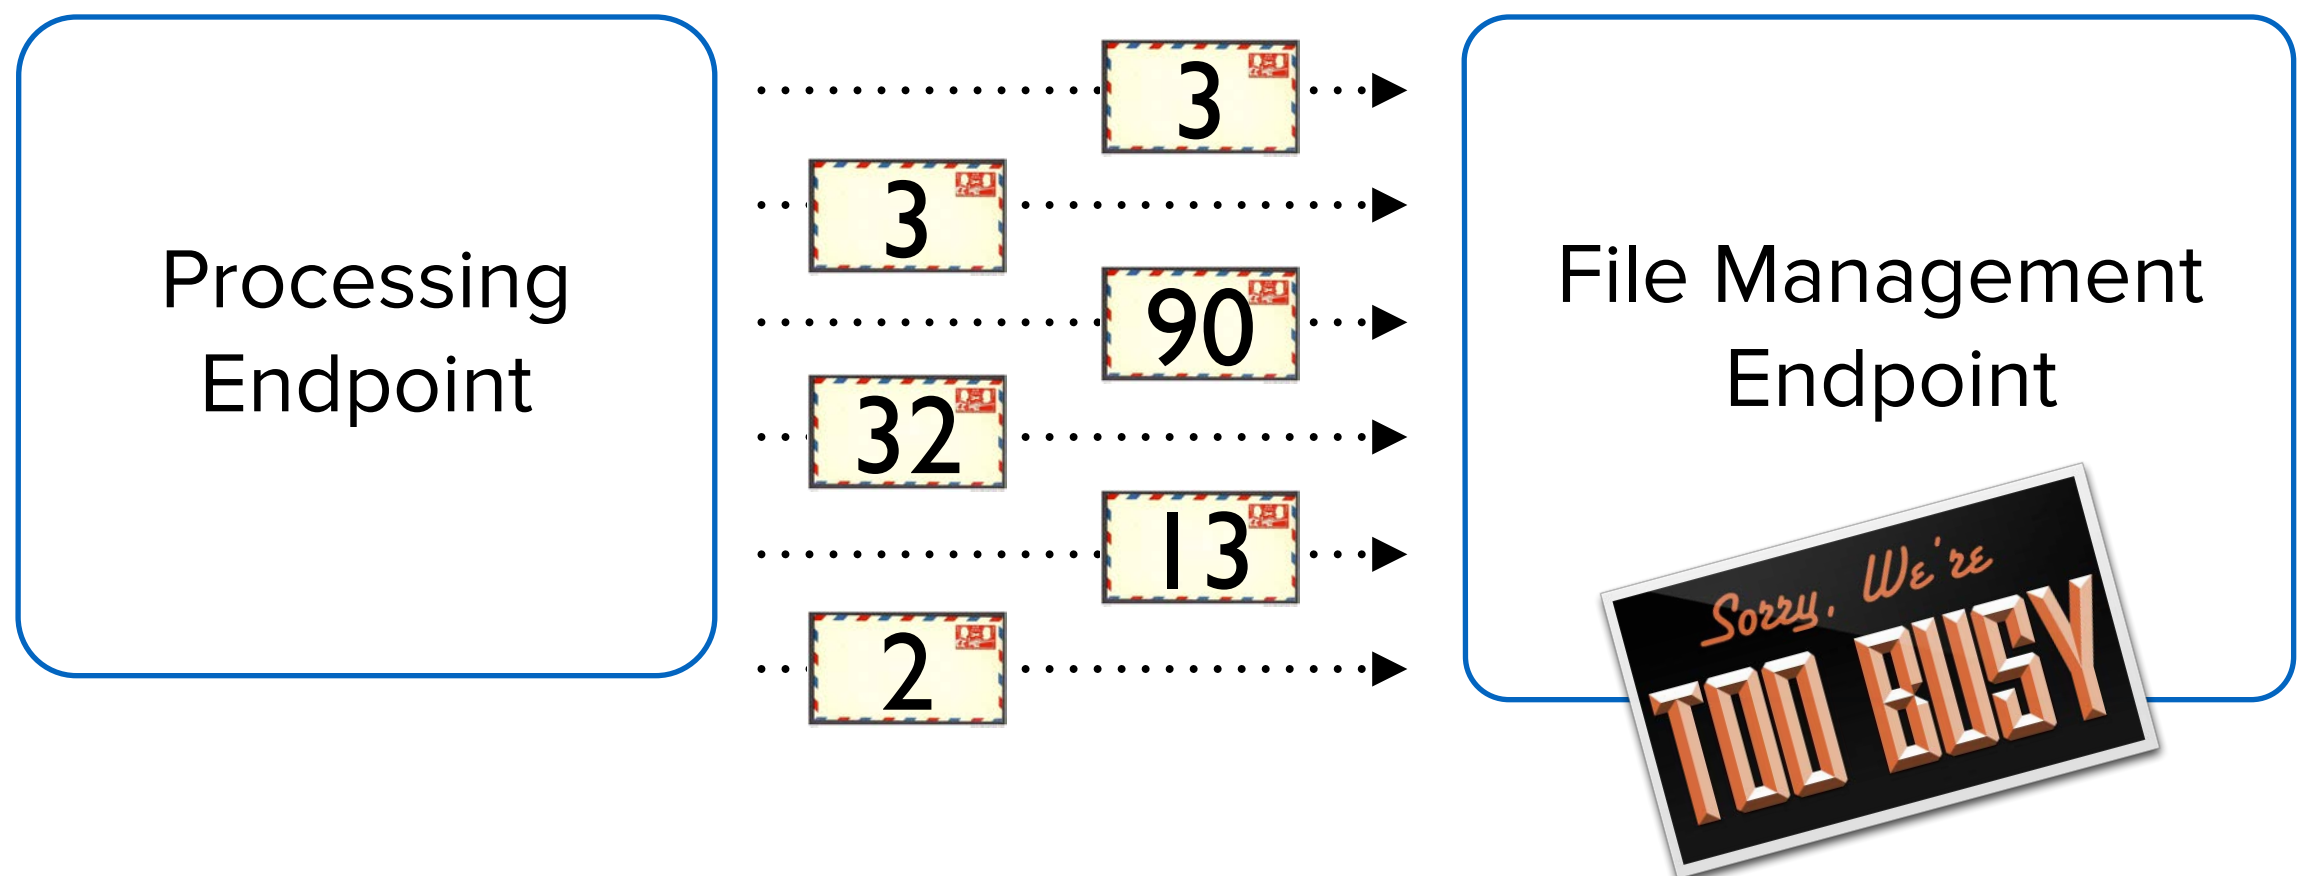 Processing
Endpoint
3
3
90
32
13
2
File Management
Endpoint
Sorry, We're
TOO BUSY